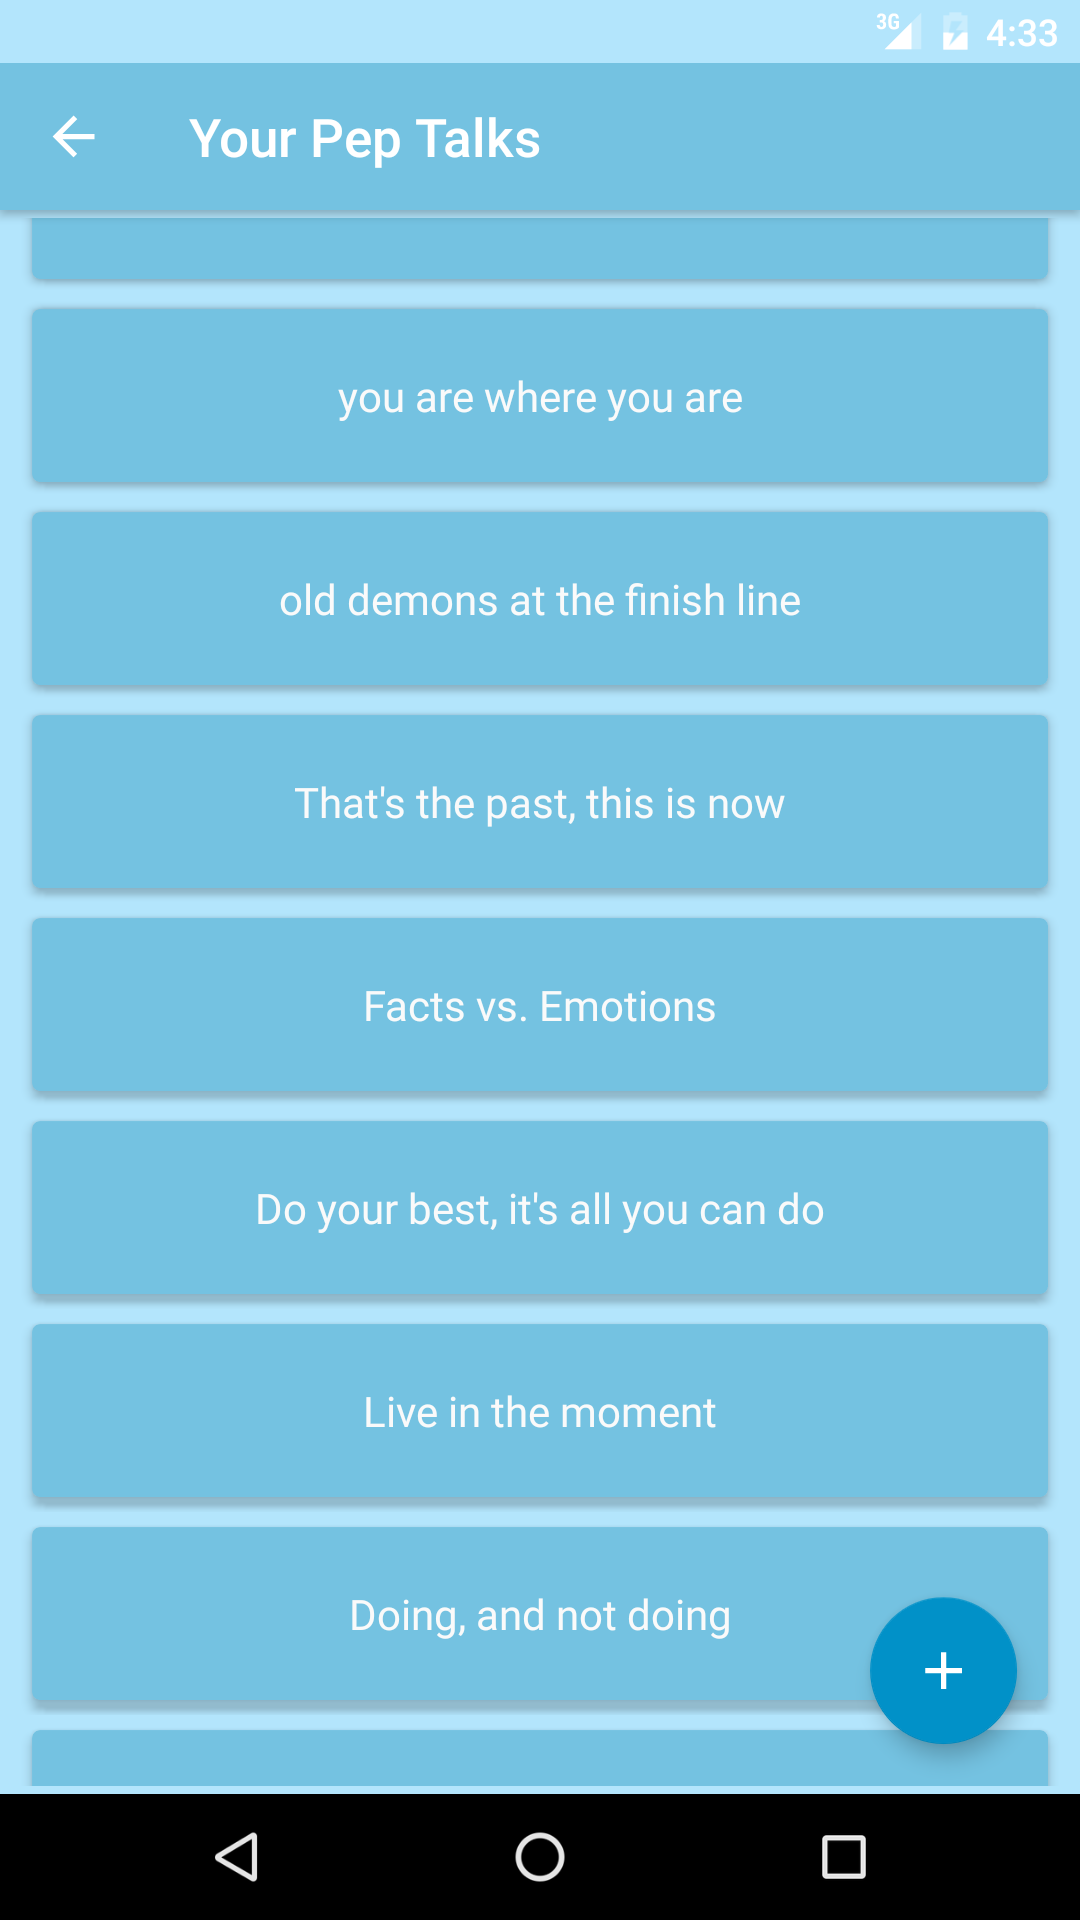 3G 4:33
Your Pep Talks
you are where you are
old demons at the finish line
That's the past, this is now
Facts vs. Emotions
Do your best, it's all you can do
Live in the moment
Doing, and not doing